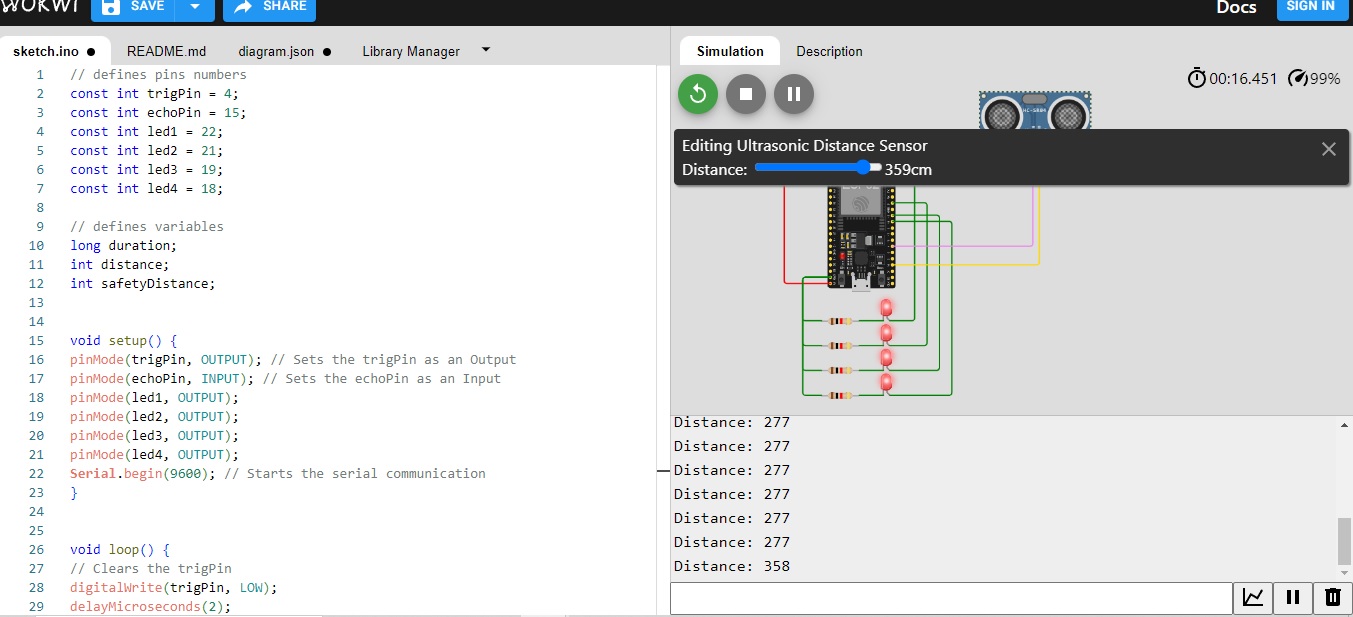 WOKWI
SAVE
SHARE
Docs
SIGN IN
sketch.ino
README.md
diagram.json
Library Manager
1 // defines pins numbers
2 const int trigPin = 4;
3 const int echoPin = 15;
4 const int led1 = 22;
5 const int led2 = 21;
6 const int led3 = 19;
7 const int led4 = 18;
8
9 // defines variables
10 long duration;
11 int distance;
12 int safetyDistance;
13
14
15 void setup() {
16 pinMode(trigPin, OUTPUT); // Sets the trigPin as an Output
17 pinMode(echoPin, INPUT); // Sets the echoPin as an Input
18 pinMode(led1, OUTPUT);
19 pinMode(led2, OUTPUT);
20 pinMode(led3, OUTPUT);
21 pinMode(led4, OUTPUT);
22 Serial.begin(9600); // Starts the serial communication
23 }
24
25
26 void loop() {
27 // Clears the trigPin
28 digitalWrite(trigPin, LOW);
29 delayMicroseconds(2);
Simulation
Description
00:16.451
99%
HC-SR04
Editing Ultrasonic Distance Sensor
Distance: 359cm
Distance: 277
Distance: 277
Distance: 277
Distance: 277
Distance: 277
Distance: 277
Distance: 358